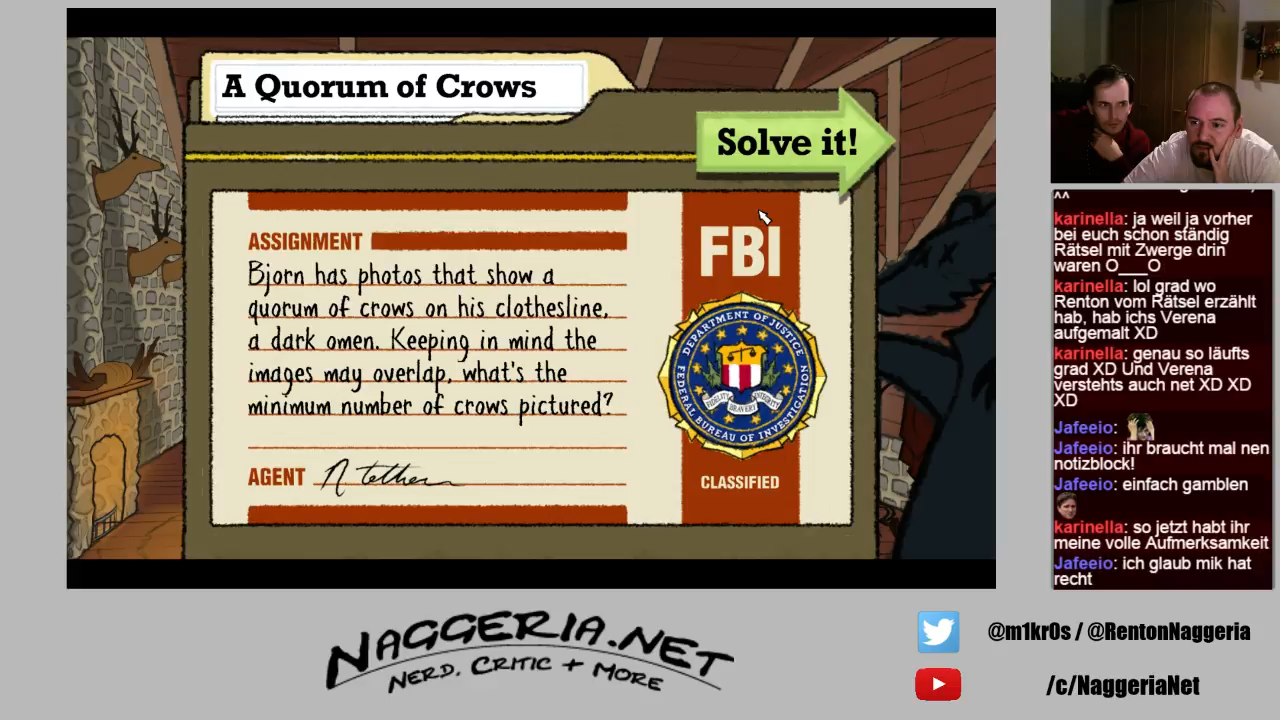 A Quorum of Crows
Solve it!
ASSIGNMENT
Bjorn has photos that show a
quorum of crows on his clothesline,
a dark omen. Keeping in mind the
images may overlap, what's the
minimum number of crows pictured?
AGENT
FBI
DEPARTMENT OF JUSTICE
FIDELITY BRAVERY INTEGRITY
FEDERAL BUREAU OF INVESTIGATION
CLASSIFIED
^^
karinella: ja weil ja vorher
bei euch schon ständig
Rätsel mit Zwerge drin
waren O___O
karinella: lol grad wo
Renton vom Rätsel erzählt
hab, hab ichs Verena
aufgemalt XD
karinella: genau so läufts
grad XD Und Verena
verstehts auch net XD XD
XD
Jafeeio:
Jafeeio: ihr braucht mal nen
notizblock!
Jafeeio: einfach gamblen
karinella: so jetzt habt ihr
meine volle Aufmerksamkeit
Jafeeio: ich glaub mik hat
recht
NAGGERIA.NET
NERD, CRITIC + MORE
@m1kr0s / @RentonNaggeria
/c/NaggeriaNet